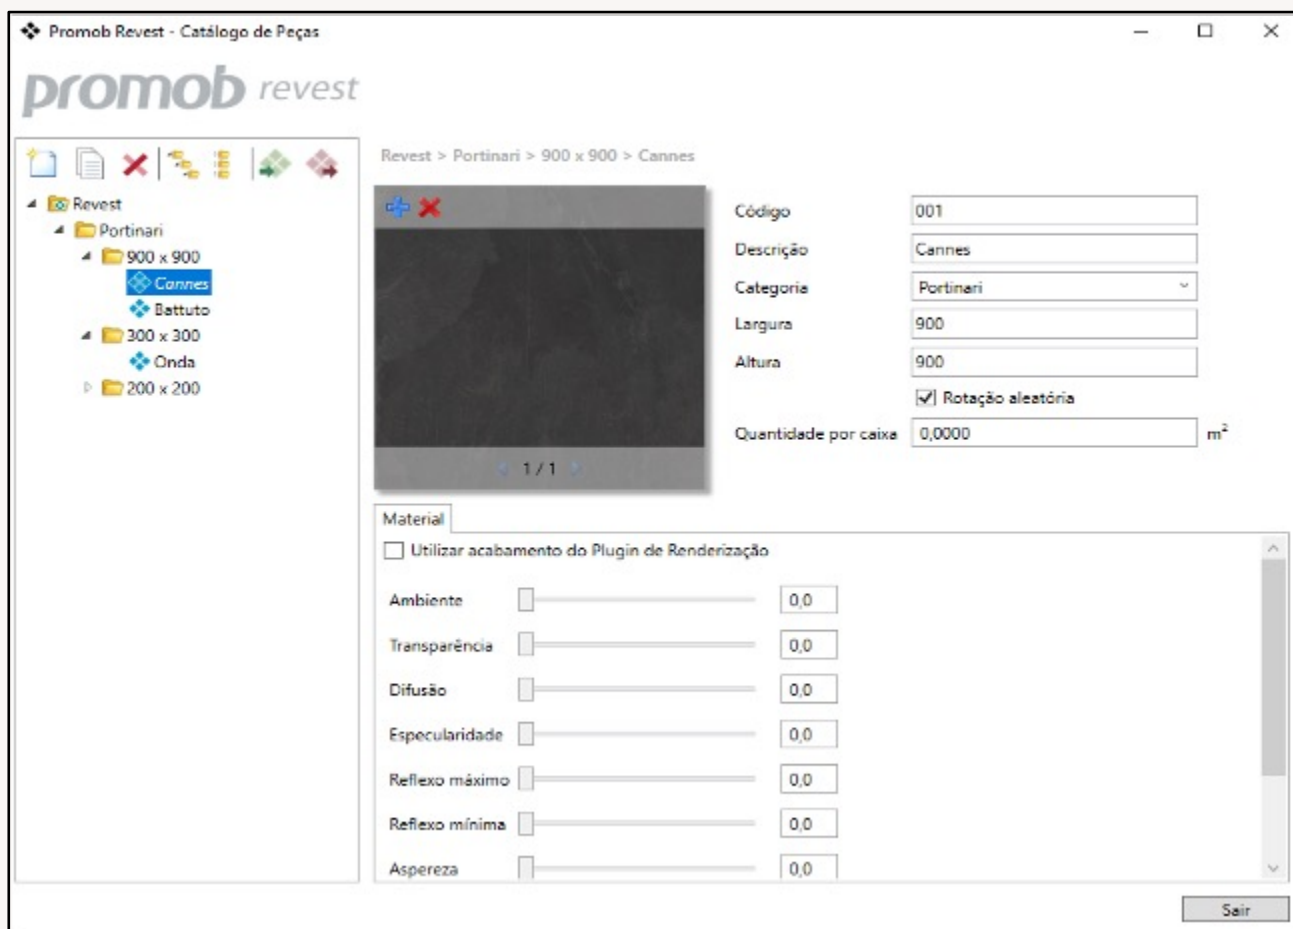 Promob Revest - Catálogo de Peças
promob revest
Revest
Portinari
900 x 900
Cannes
Battuto
300 x 300
Onda
200 x 200
Revest > Portinari > 900 x 900 > Cannes
1 / 1
Código 001
Descrição Cannes
Categoria Portinari
Largura 900
Altura 900
Rotação aleatória
Quantidade por caixa 0,0000 m²
Material
Utilizar acabamento do Plugin de Renderização
Ambiente 0,0
Transparência 0,0
Difusão 0,0
Especularidade 0,0
Reflexo máximo 0,0
Reflexo mínima 0,0
Aspereza 0,0
Sair